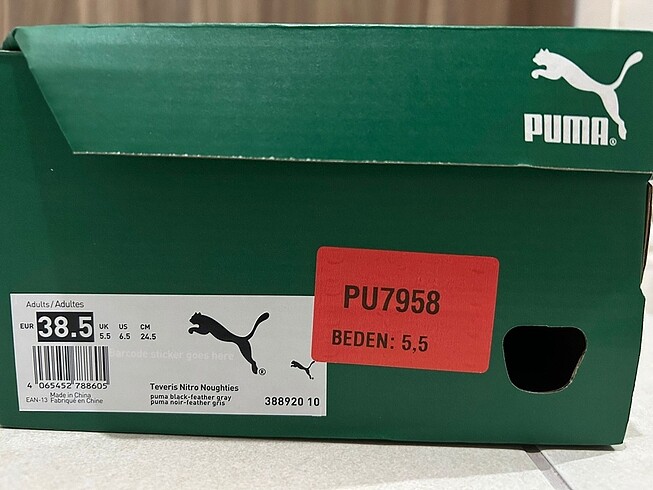 PUMA®
PU7958
BEDEN: 5,5
Adults / Adultes
EUR 38.5 UK 5.5 US 6.5 CM 24.5
barcode sticker goes here
4 065452 788605
Made in China
EAN-13 Fabriqué en Chine
Teveris Nitro Noughties
puma black-feather gray
puma noir-feather gris
388920 10